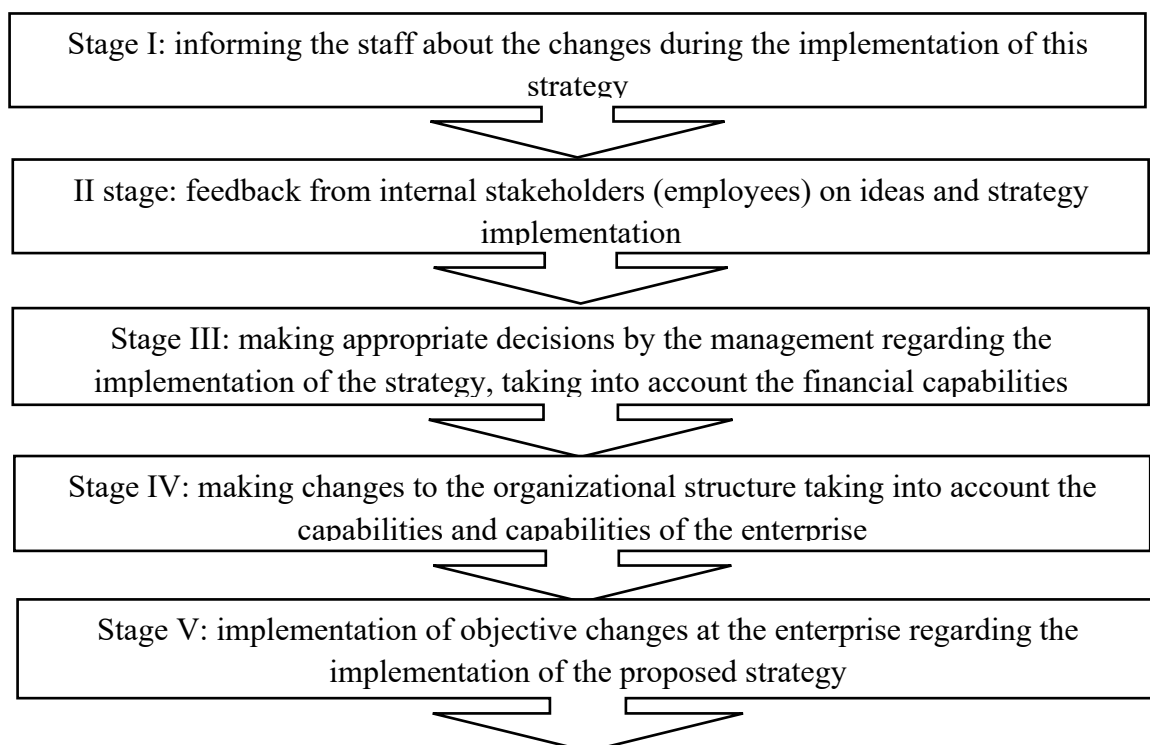 Stage I: informing the staff about the changes during the implementation of this
strategy
II stage: feedback from internal stakeholders (employees) on ideas and strategy
implementation
Stage III: making appropriate decisions by the management regarding the
implementation of the strategy, taking into account the financial capabilities
Stage IV: making changes to the organizational structure taking into account the
capabilities and capabilities of the enterprise
Stage V: implementation of objective changes at the enterprise regarding the
implementation of the proposed strategy